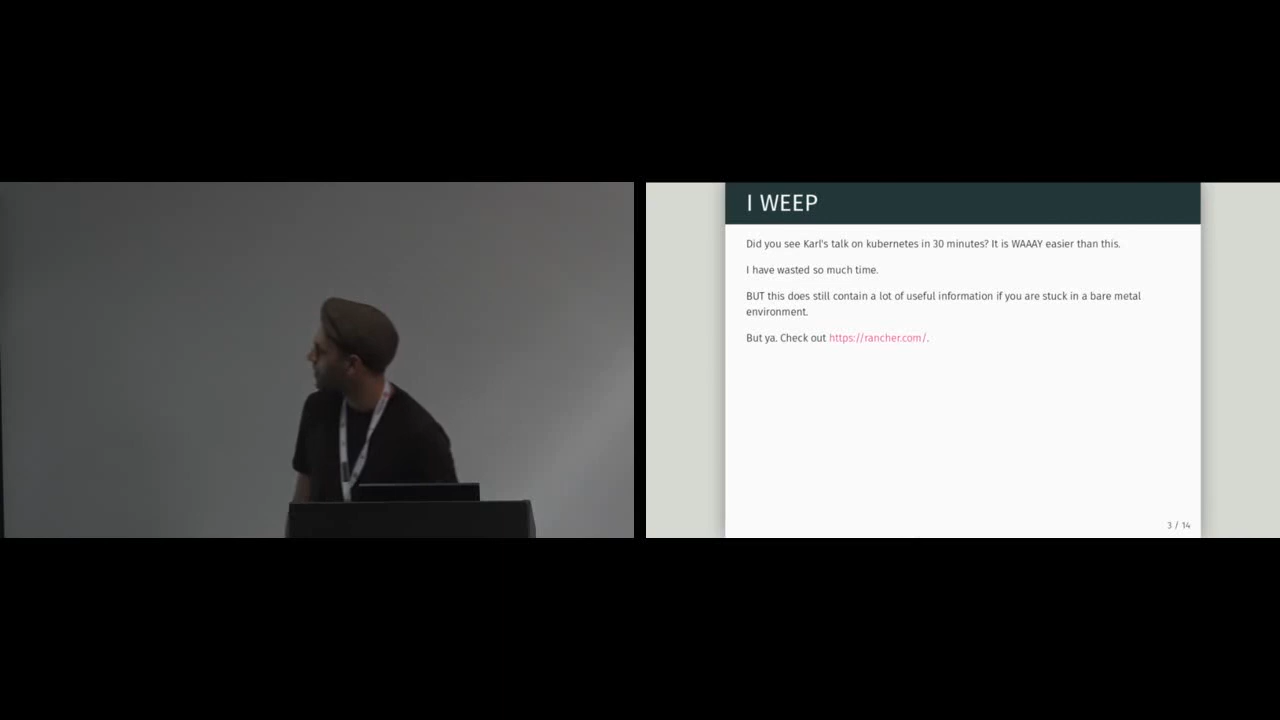 I WEEP
Did you see Karl's talk on kubernetes in 30 minutes? It is WAAAY easier than this.
I have wasted so much time.
BUT this does still contain a lot of useful information if you are stuck in a bare metal
environment.
But ya. Check out https://rancher.com/.
3 / 14